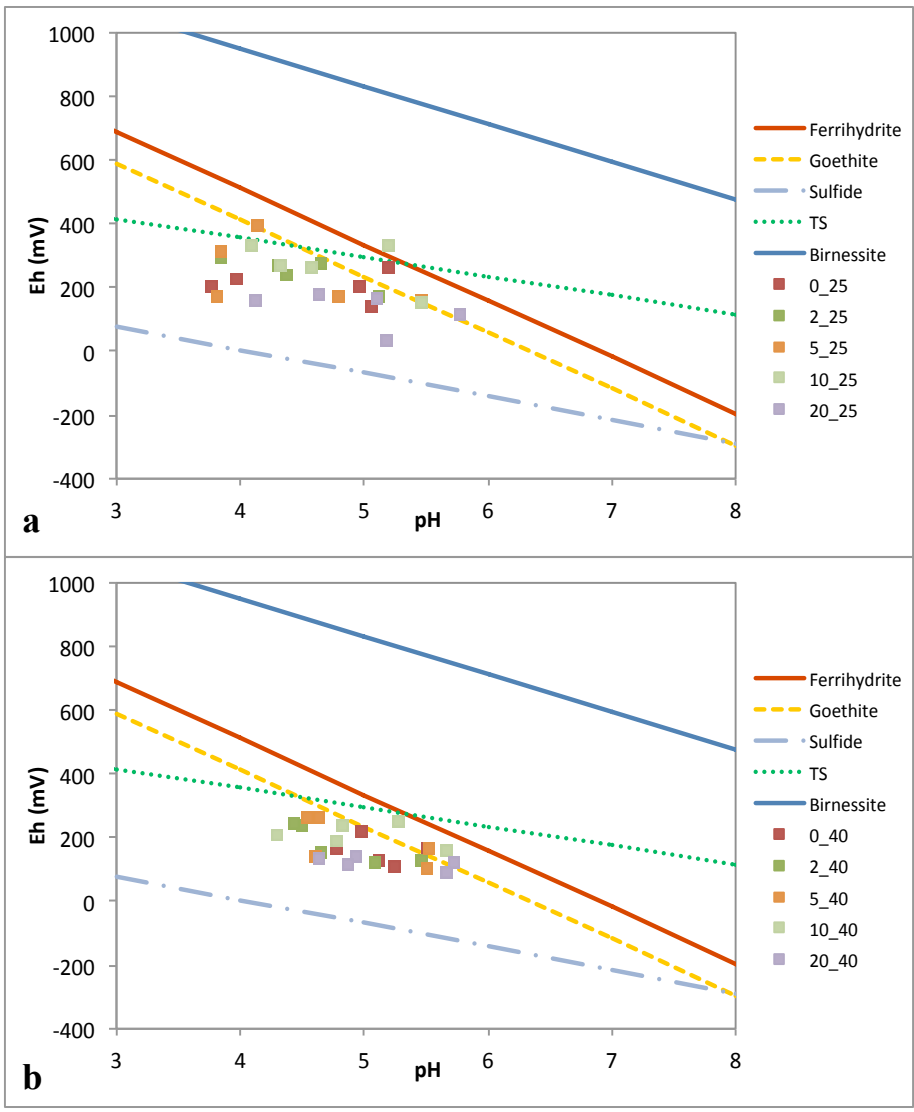 1000
800
600
400
200
0
-200
-400
Eh (mV)
3 4 5 6 7 8
pH
a
Ferrihydrite
Goethite
Sulfide
TS
Birnessite
0_25
2_25
5_25
10_25
20_25
1000
800
600
400
200
0
-200
-400
Eh (mV)
3 4 5 6 7 8
pH
b
Ferrihydrite
Goethite
Sulfide
TS
Birnessite
0_40
2_40
5_40
10_40
20_40